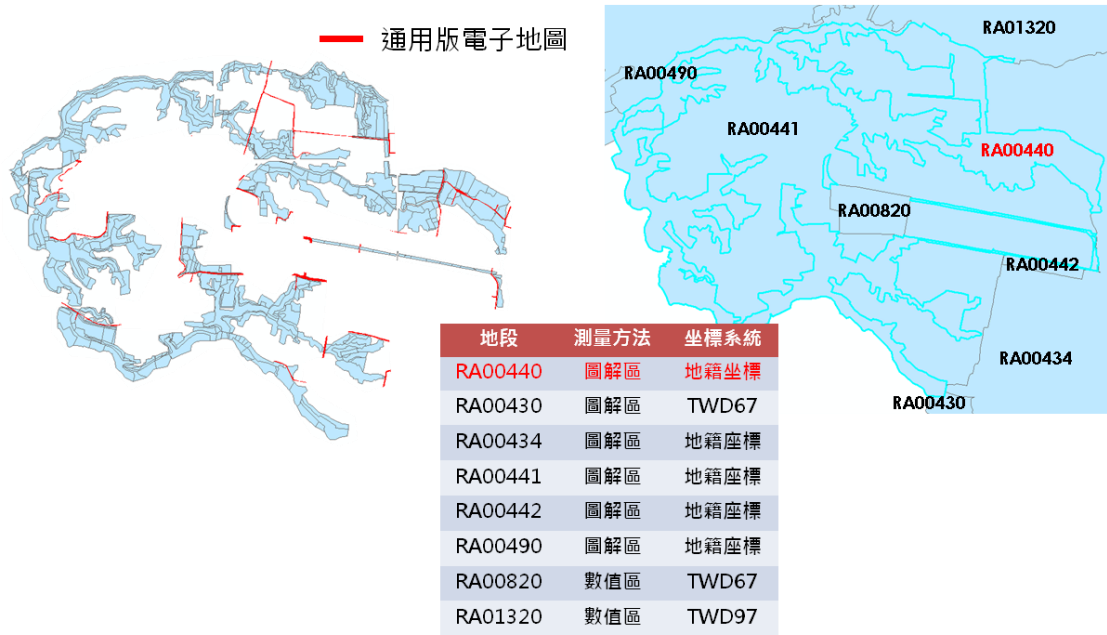 通用版電子地圖
RA01320
RA00490
RA00441
RA00440
RA00820
RA00442
RA00434
RA00430
地段 測量方法 坐標系統
RA00440 圖解區 地籍坐標
RA00430 圖解區 TWD67
RA00434 圖解區 地籍座標
RA00441 圖解區 地籍座標
RA00442 圖解區 地籍座標
RA00490 圖解區 地籍座標
RA00820 數值區 TWD67
RA01320 數值區 TWD97